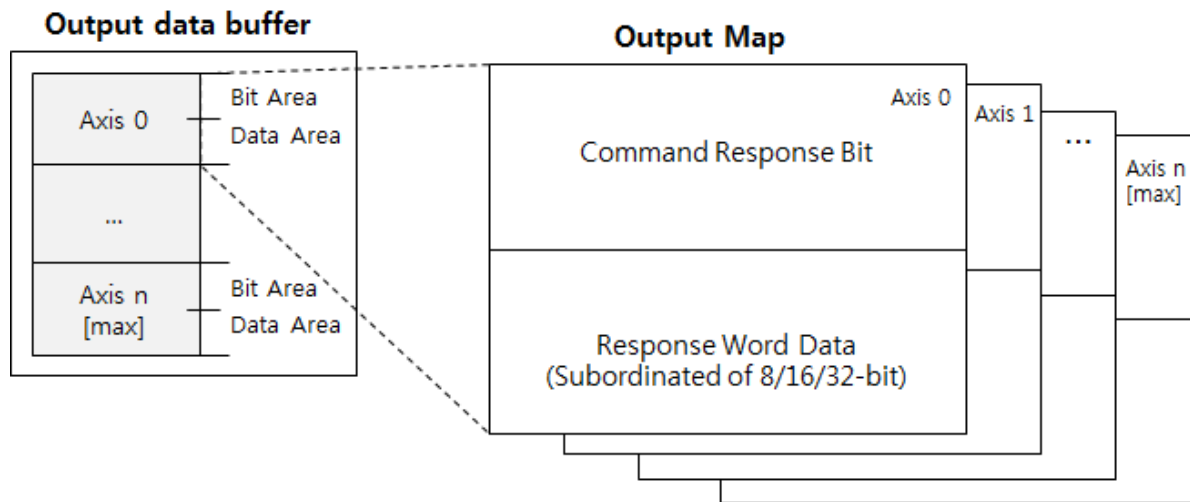 Output data buffer
Axis 0
Bit Area
Data Area
...
Axis n
[max]
Bit Area
Data Area
Output Map
Axis 0
Command Response Bit
Response Word Data
(Subordinated of 8/16/32-bit)
Axis 1
...
Axis n
[max]